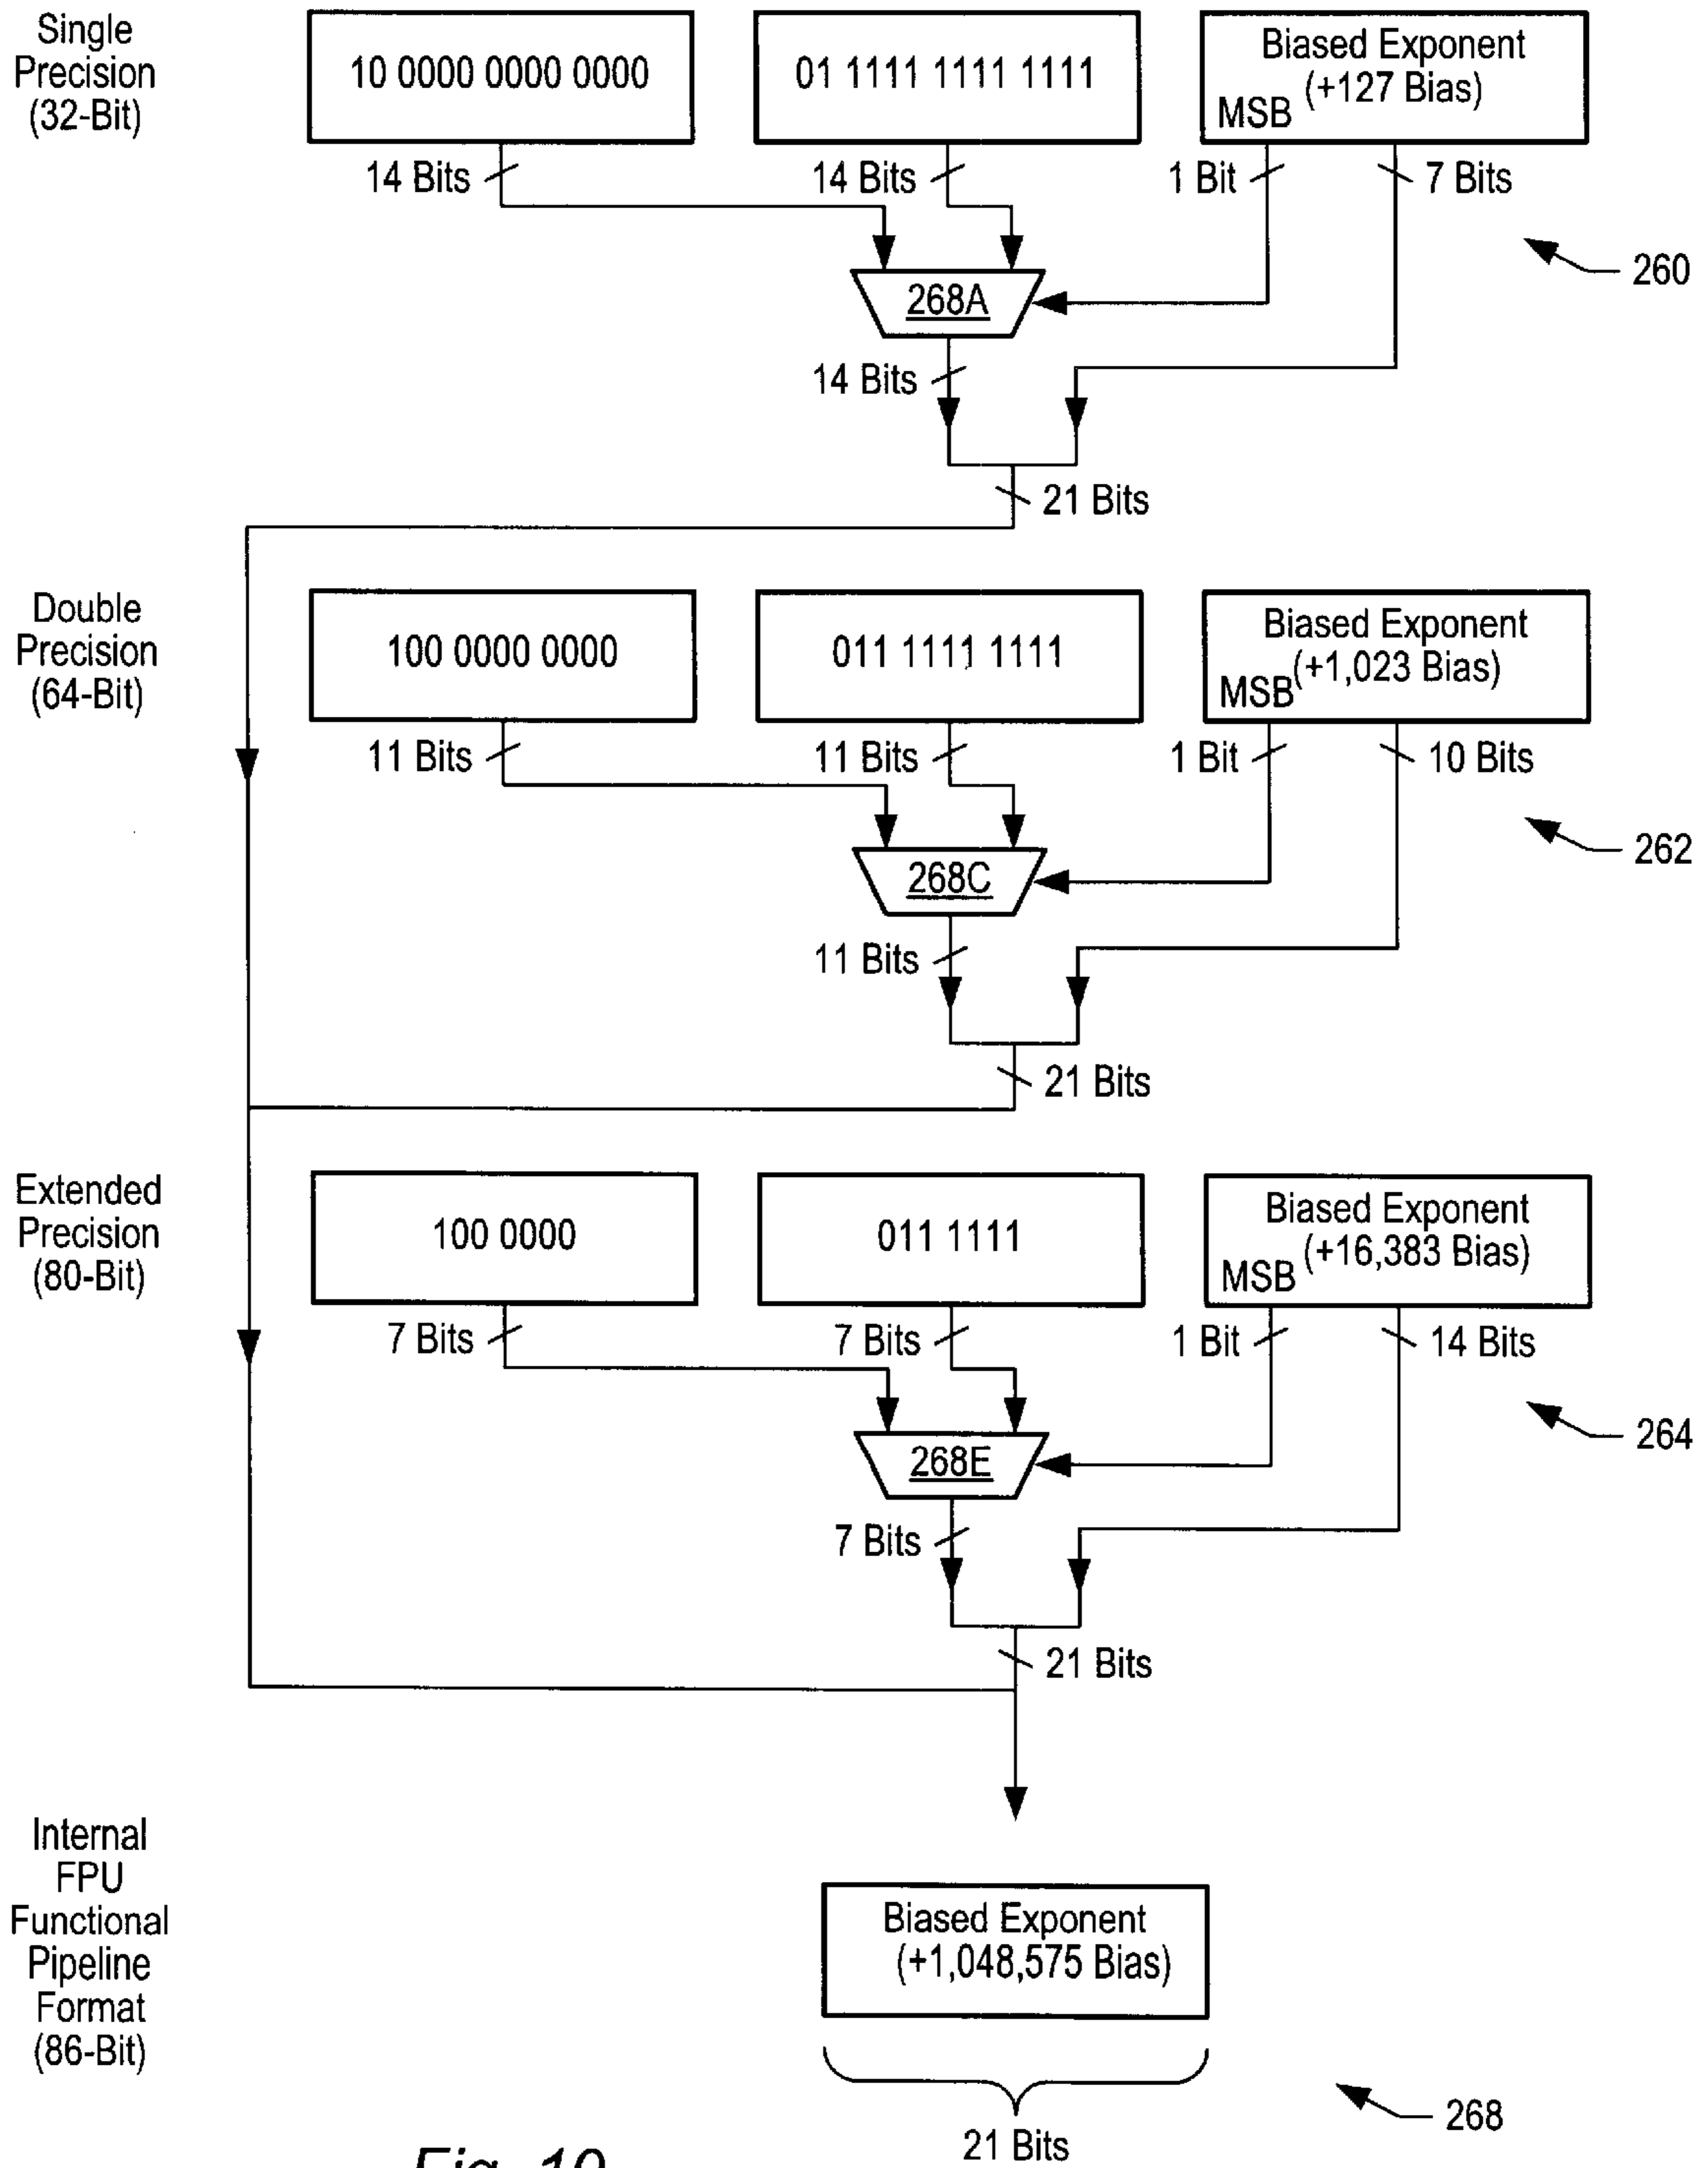 Single
Precision
(32-Bit)
10 0000 0000 0000
01 1111 1111 1111
Biased Exponent
(+127 Bias)
MSB
14 Bits
14 Bits
1 Bit
7 Bits
260
268A
14 Bits
21 Bits
Double
Precision
(64-Bit)
100 0000 0000
011 1111 1111
Biased Exponent
(+1,023 Bias)
MSB
11 Bits
11 Bits
1 Bit
10 Bits
262
268C
11 Bits
21 Bits
Extended
Precision
(80-Bit)
100 0000
011 1111
Biased Exponent
(+16,383 Bias)
MSB
7 Bits
7 Bits
1 Bit
14 Bits
264
268E
7 Bits
21 Bits
Internal
FPU
Functional
Pipeline
Format
(86-Bit)
Biased Exponent
(+1,048,575 Bias)
268
21 Bits
Fig. 19